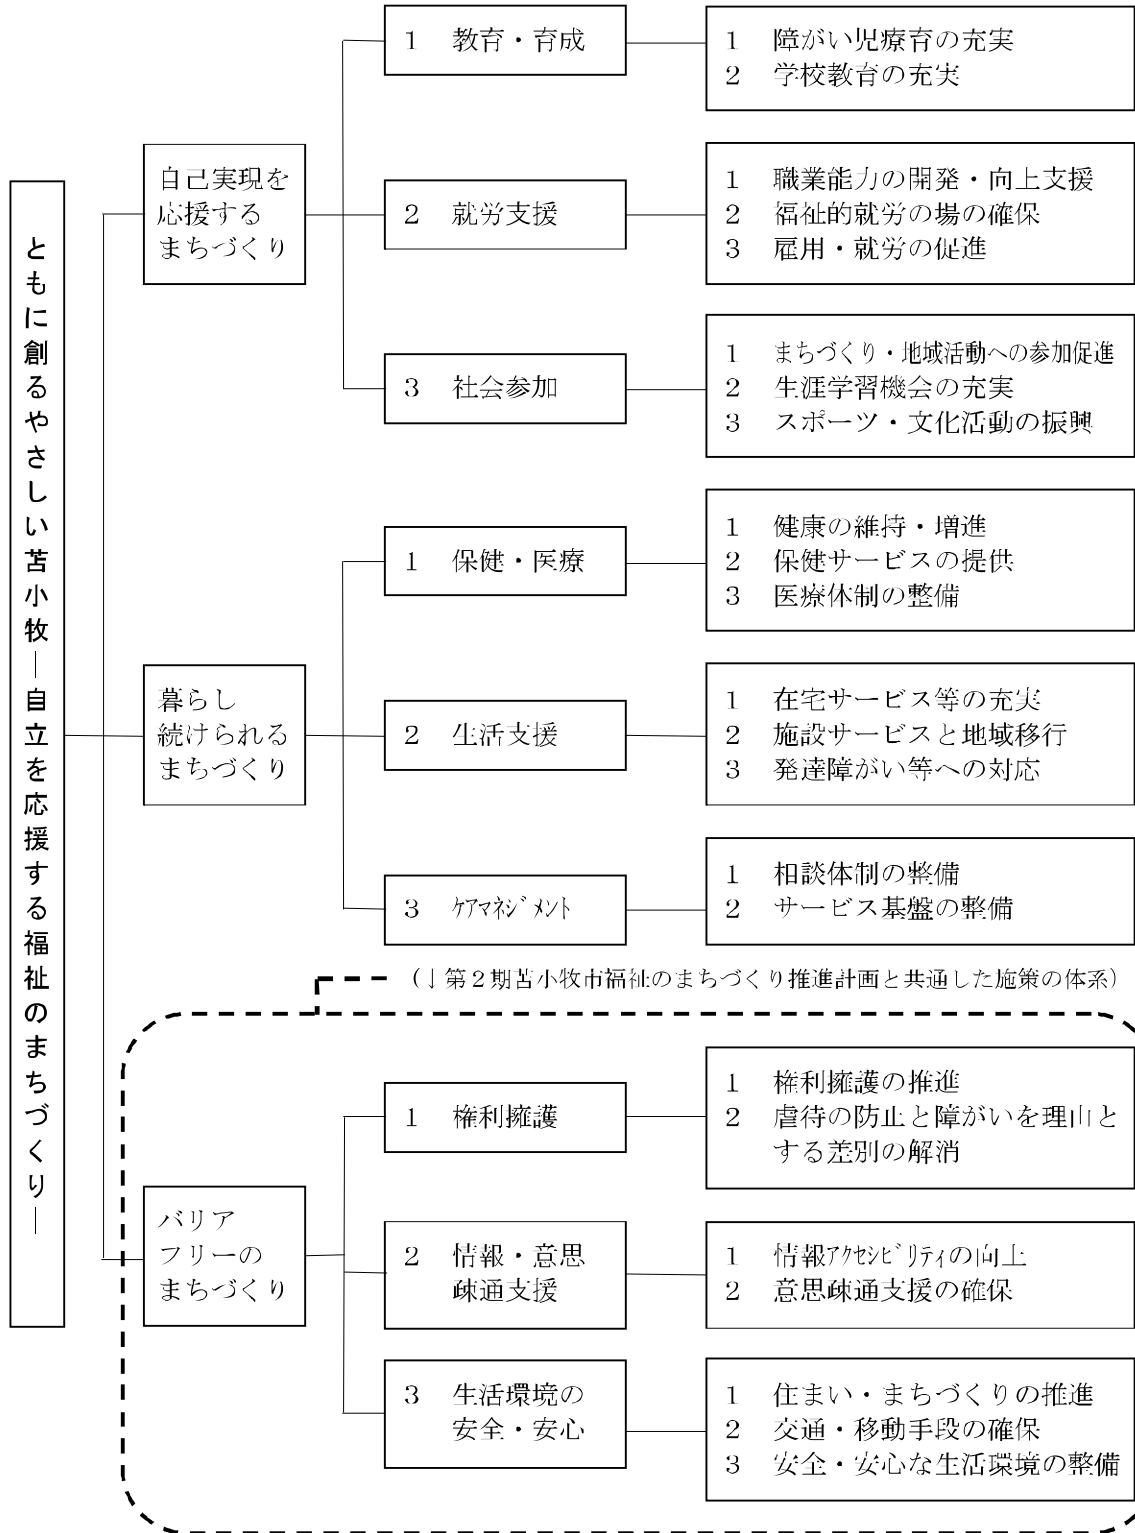 ともに創るやさしい苫小牧―自立を応援する福祉のまちづくり―
自己実現を
応援する
まちづくり
1 教育・育成
1 障がい児療育の充実
2 学校教育の充実
2 就労支援
1 職業能力の開発・向上支援
2 福祉的就労の場の確保
3 雇用・就労の促進
3 社会参加
1 まちづくり・地域活動への参加促進
2 生涯学習機会の充実
3 スポーツ・文化活動の振興
暮らし
続けられる
まちづくり
1 保健・医療
1 健康の維持・増進
2 保健サービスの提供
3 医療体制の整備
2 生活支援
1 在宅サービス等の充実
2 施設サービスと地域移行
3 発達障がい等への対応
3 ｹｱﾏﾈｼﾞﾒﾝﾄ
1 相談体制の整備
2 サービス基盤の整備
(↓第2期苫小牧市福祉のまちづくり推進計画と共通した施策の体系)
バリア
フリーの
まちづくり
1 権利擁護
1 権利擁護の推進
2 虐待の防止と障がいを理由と
する差別の解消
2 情報・意思
疎通支援
1 情報ｱｸｾｼﾋﾞﾘﾃｨの向上
2 意思疎通支援の確保
3 生活環境の
安全・安心
1 住まい・まちづくりの推進
2 交通・移動手段の確保
3 安全・安心な生活環境の整備